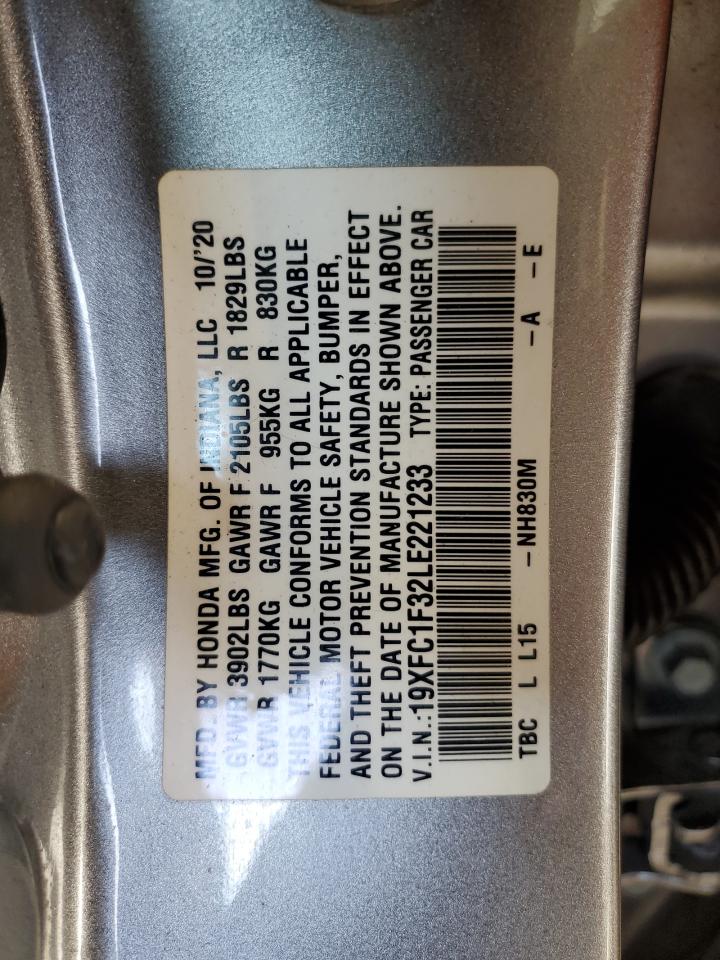 MFD. BY HONDA MFG. OF INDIANA, LLC 10/'20
GVWR 3902LBS GAWR F 2105LBS R 1829LBS
GVWR 1770KG GAWR F 955KG R 830KG
THIS VEHICLE CONFORMS TO ALL APPLICABLE
FEDERAL MOTOR VEHICLE SAFETY, BUMPER,
AND THEFT PREVENTION STANDARDS IN EFFECT
ON THE DATE OF MANUFACTURE SHOWN ABOVE.
V.I.N.:19XFC1F32LE221233 TYPE: PASSENGER CAR
TBC L L15 - NH830M - A - E